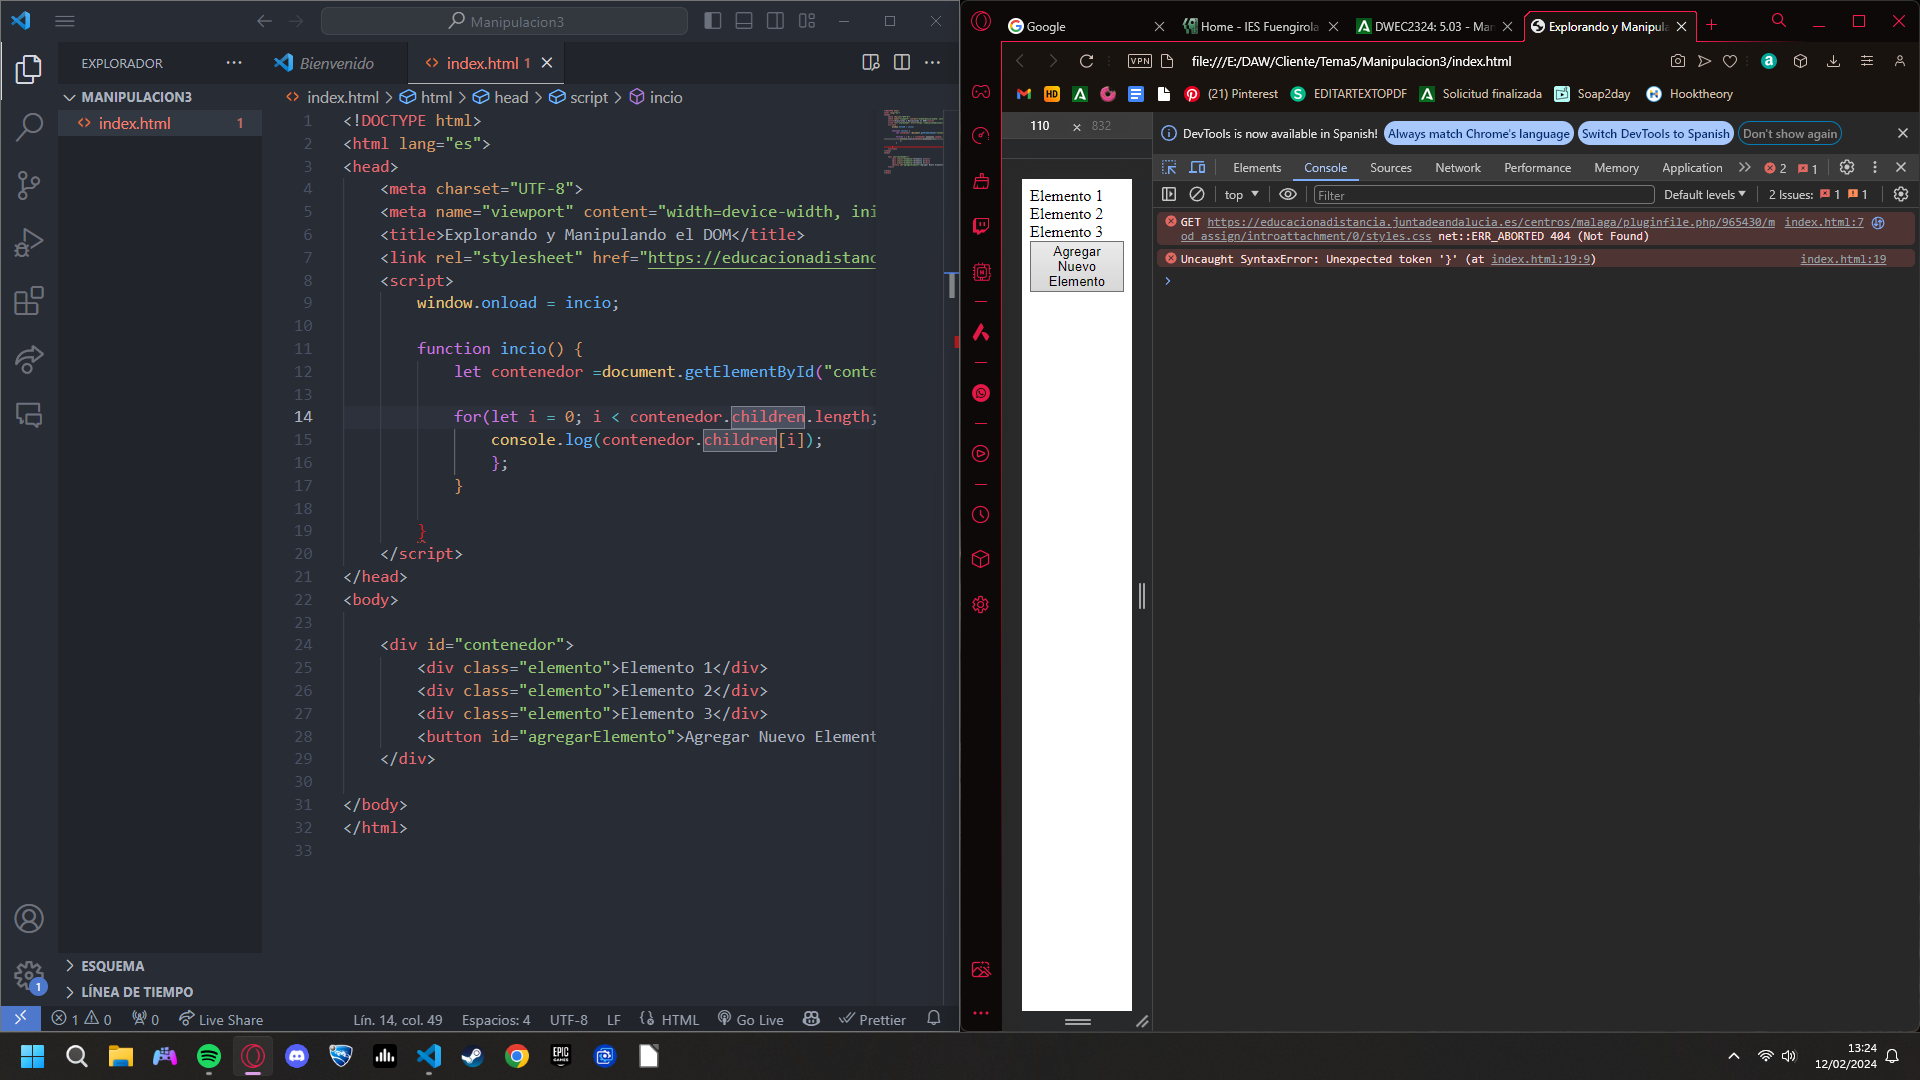 Manipulacion3
EXPLORADOR
Bienvenido
index.html 1
MANIPULACION3
index.html 1
index.html > html > head > script > incio
1 <!DOCTYPE html>
2 <html lang="es">
3 <head>
4 <meta charset="UTF-8">
5 <meta name="viewport" content="width=device-width, ini
6 <title>Explorando y Manipulando el DOM</title>
7 <link rel="stylesheet" href="https://educacionadistanc
8 <script>
9 window.onload = incio;
10
11 function incio() {
12 let contenedor =document.getElementById("conte
13
14 for(let i = 0; i < contenedor.children.length;
15 console.log(contenedor.children[i]);
16 };
17 }
18
19 }
20 </script>
21 </head>
22 <body>
23
24 <div id="contenedor">
25 <div class="elemento">Elemento 1</div>
26 <div class="elemento">Elemento 2</div>
27 <div class="elemento">Elemento 3</div>
28 <button id="agregarElemento">Agregar Nuevo Element
29 </div>
30
31 </body>
32 </html>
33
ESQUEMA
LÍNEA DE TIEMPO
1
1 0 0 Live Share Lín. 14, col. 49 Espacios: 4 UTF-8 LF HTML Go Live Prettier
Google
Home - IES Fuengirola
DWEC2324: 5.03 - Man
Explorando y Manipula
VPN
file:///E:/DAW/Cliente/Tema5/Manipulacion3/index.html
HD
(21) Pinterest
EDITARTEXTOPDF
Solicitud finalizada
Soap2day
Hooktheory
110 × 832
Elemento 1
Elemento 2
Elemento 3
Agregar
Nuevo
Elemento
DevTools is now available in Spanish! Always match Chrome's language Switch DevTools to Spanish Don't show again
Elements Console Sources Network Performance Memory Application 2 1
top Filter Default levels 2 Issues: 1 1
GET https://educacionadistancia.juntadeandalucia.es/centros/malaga/pluginfile.php/965430/m index.html:7
od_assign/introattachment/0/styles.css net::ERR_ABORTED 404 (Not Found)
Uncaught SyntaxError: Unexpected token '}' (at index.html:19:9) index.html:19
EPIC GAMES
13:24
12/02/2024